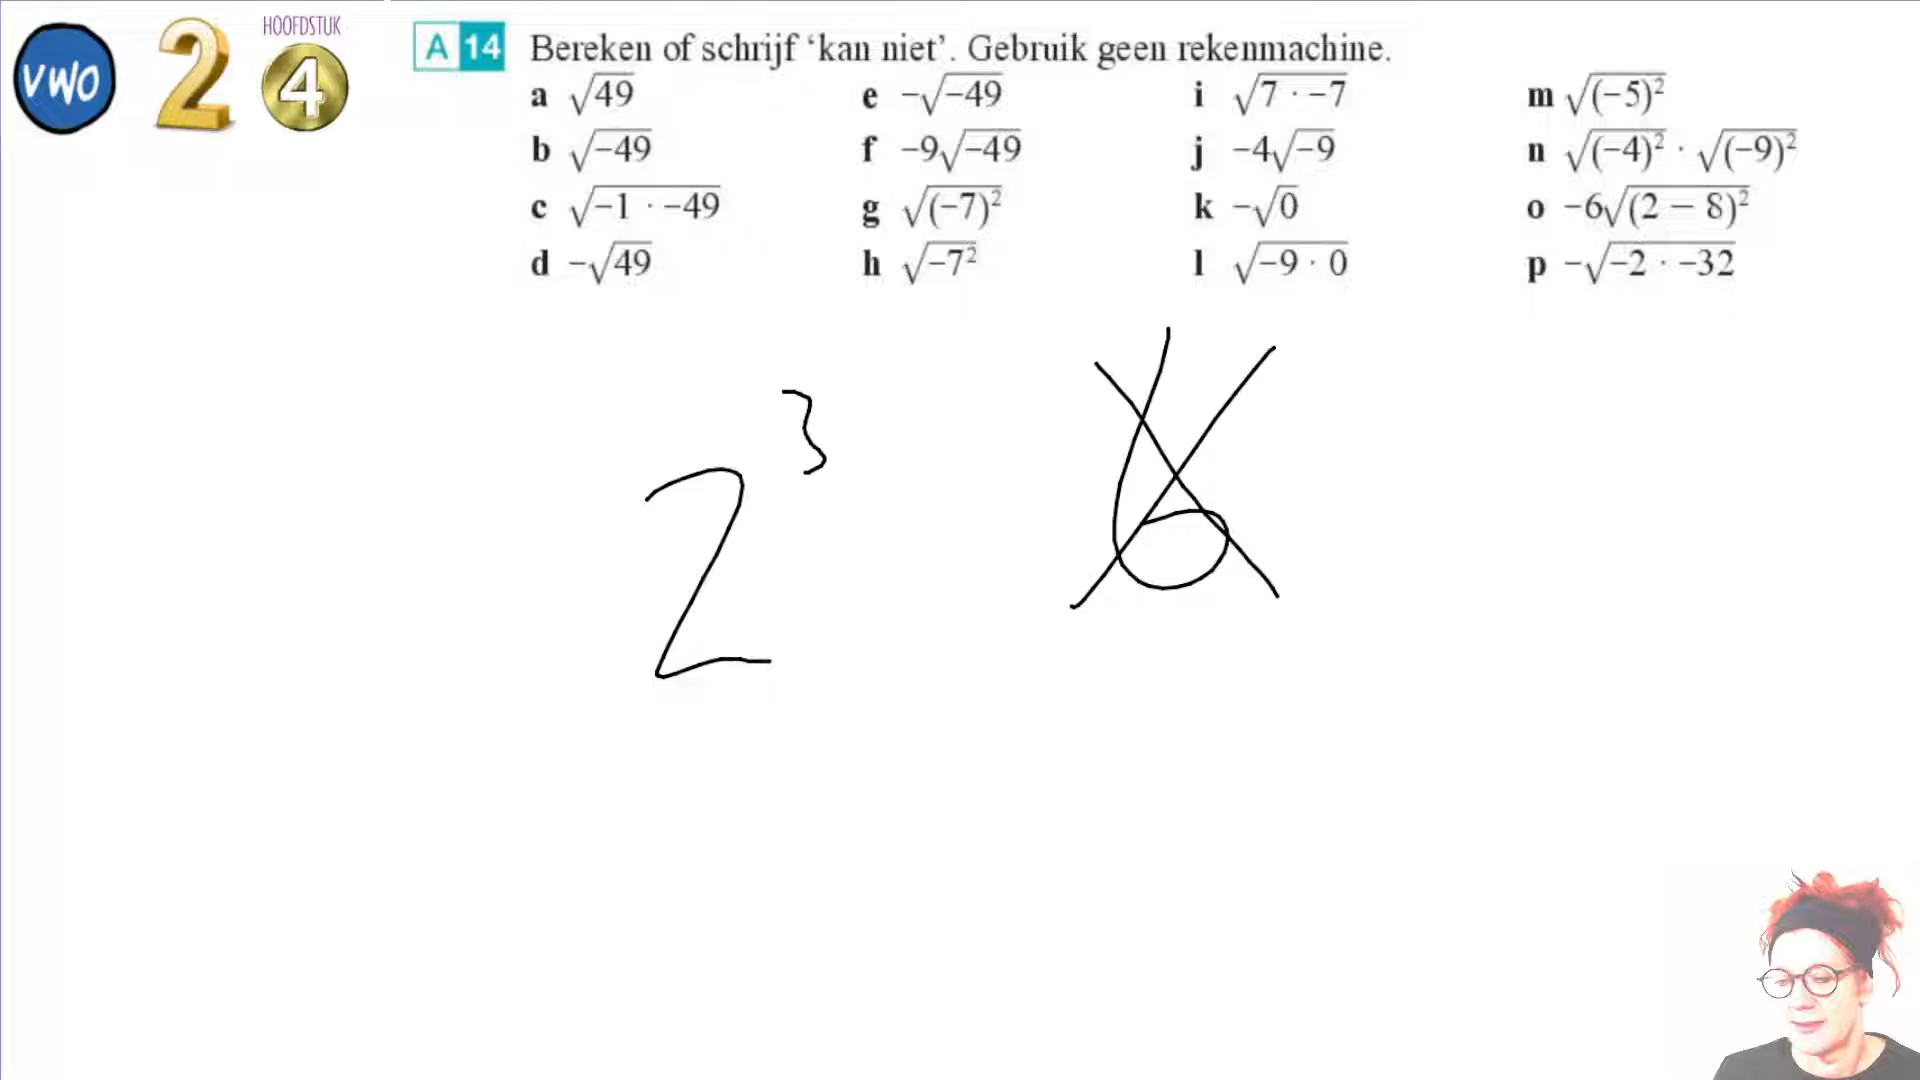 VWO 2 HOOFDSTUK 4
A 14 Bereken of schrijf ‘kan niet’. Gebruik geen rekenmachine.
a √49 e −√−49 i √7 · −7 m √(−5)²
b √−49 f −9√−49 j −4√−9 n √(−4)² · √(−9)²
c √−1 · −49 g √(−7)² k −√0 o −6√(2 − 8)²
d −√49 h √−7² l √−9 · 0 p −√−2 · −32
2³ 6